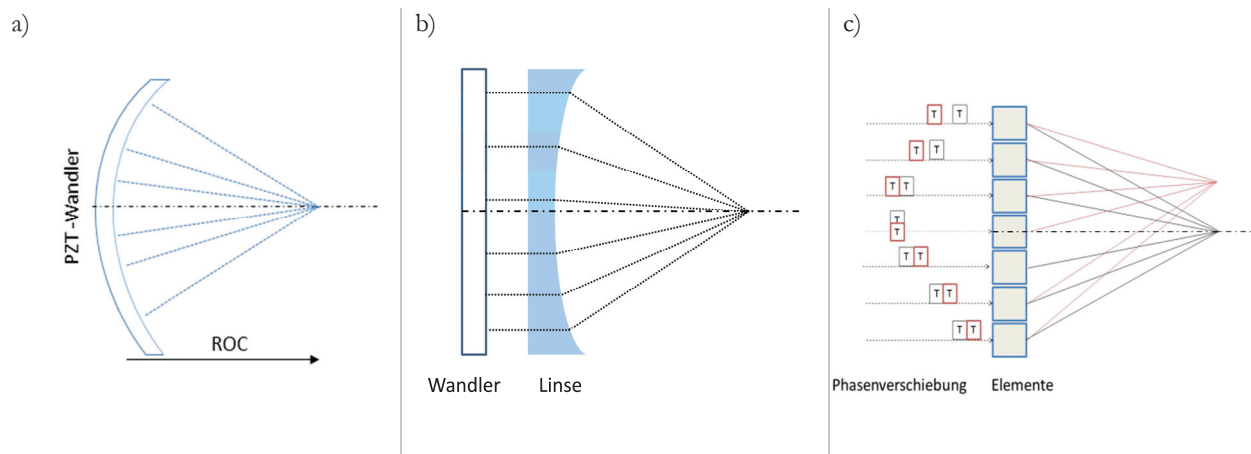 a)
PZT -Wandler
ROC
b)
Wandler Linse
c)
T T
T T
T T
T
T
T T
T T
T T
Phasenverschiebung Elemente